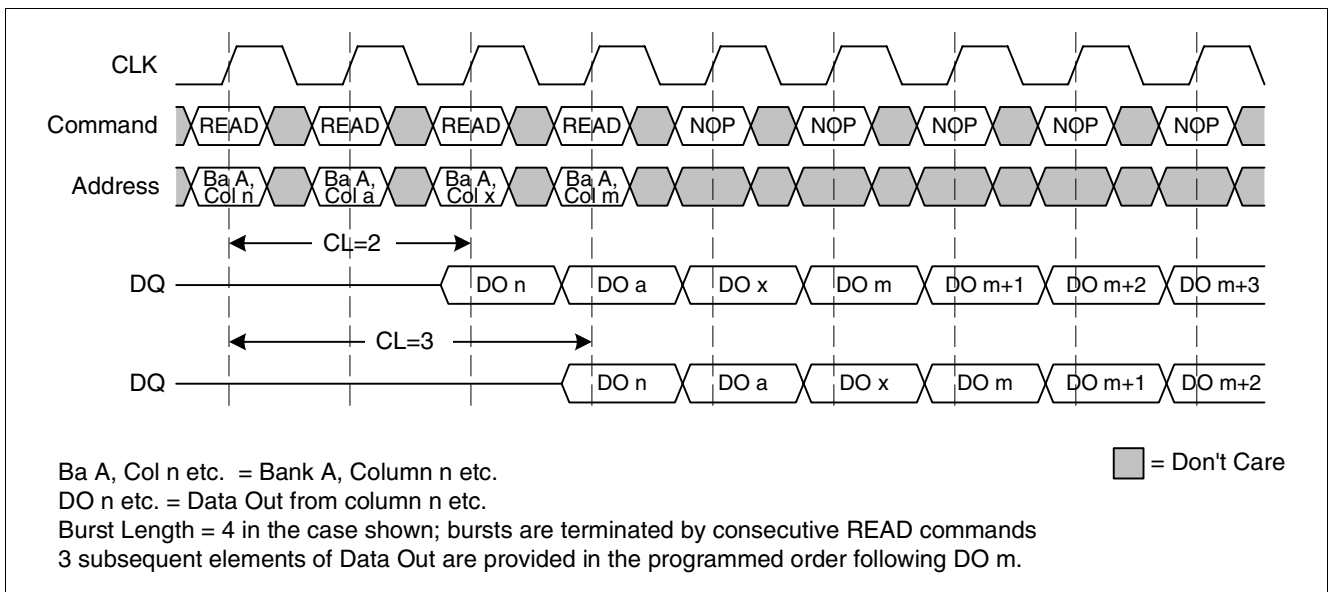 CLK
Command READ READ READ READ NOP NOP NOP NOP NOP
Address Ba A, Ba A, Ba A, Ba A,
Col n Col a Col x Col m
CL=2
DQ DO n DO a DO x DO m DO m+1 DO m+2 DO m+3
CL=3
DQ DO n DO a DO x DO m DO m+1 DO m+2
Ba A, Col n etc. = Bank A, Column n etc.
= Don't Care
DO n etc. = Data Out from column n etc.
Burst Length = 4 in the case shown; bursts are terminated by consecutive READ commands
3 subsequent elements of Data Out are provided in the programmed order following DO m.